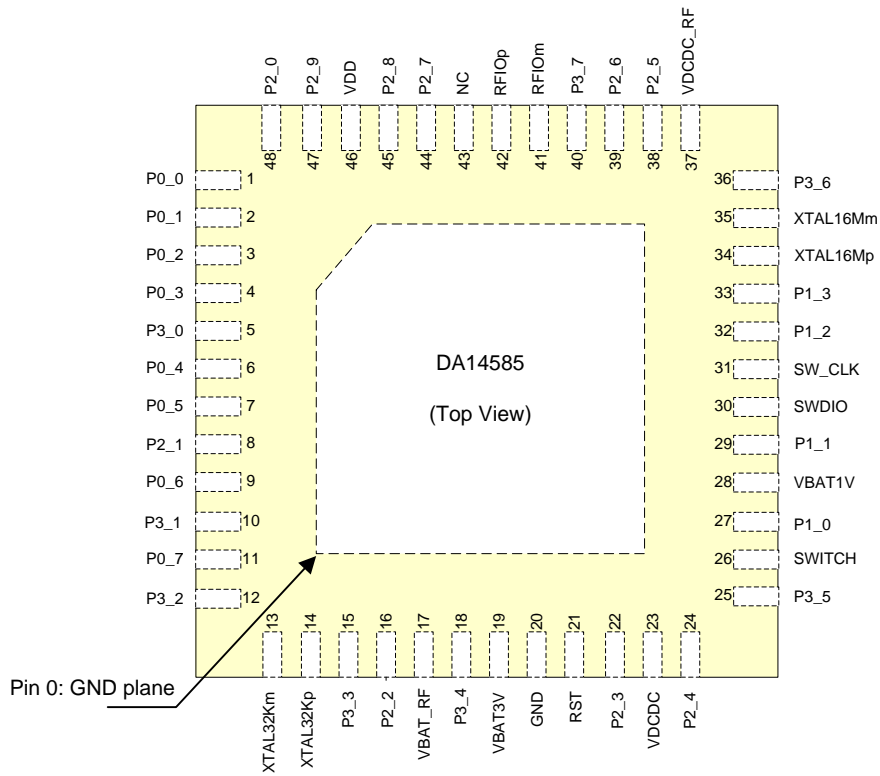 P2_0
P2_9
VDD
P2_8
P2_7
NC
RFIOp
RFIOm
P3_7
P2_6
P2_5
VDCDC_RF
48
47
46
45
44
43
42
41
40
39
38
37
P0_0 1
P0_1 2
P0_2 3
P0_3 4
P3_0 5
P0_4 6
P0_5 7
P2_1 8
P0_6 9
P3_1 10
P0_7 11
P3_2 12
36 P3_6
35 XTAL16Mm
34 XTAL16Mp
33 P1_3
32 P1_2
31 SW_CLK
30 SWDIO
29 P1_1
28 VBAT1V
27 P1_0
26 SWITCH
25 P3_5
DA14585
(Top View)
13
14
15
16
17
18
19
20
21
22
23
24
XTAL32Km
XTAL32Kp
P3_3
P2_2
VBAT_RF
P3_4
VBAT3V
GND
RST
P2_3
VDCDC
P2_4
Pin 0: GND plane